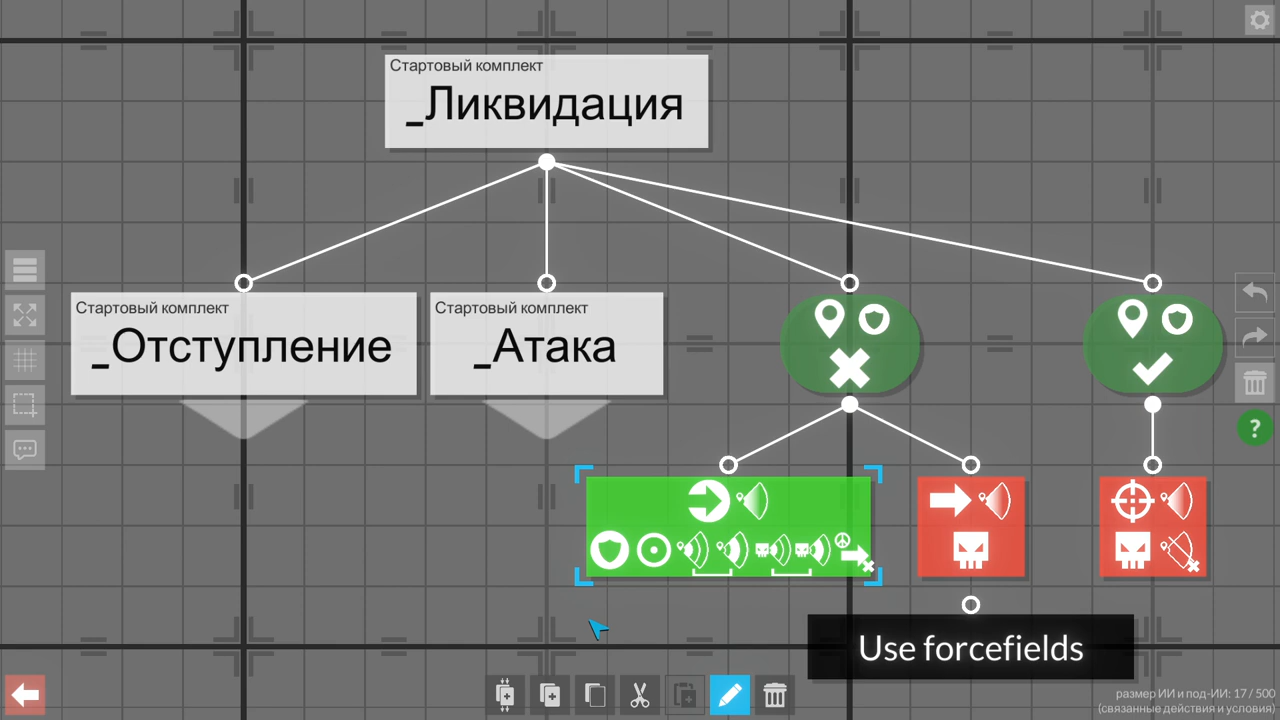 Стартовый комплект
_Ликвидация
Стартовый комплект
_Отступление
Стартовый комплект
_Атака
?
Use forcefields
размер ИИ и под-ИИ: 17 / 500
(связанные действия и условия)